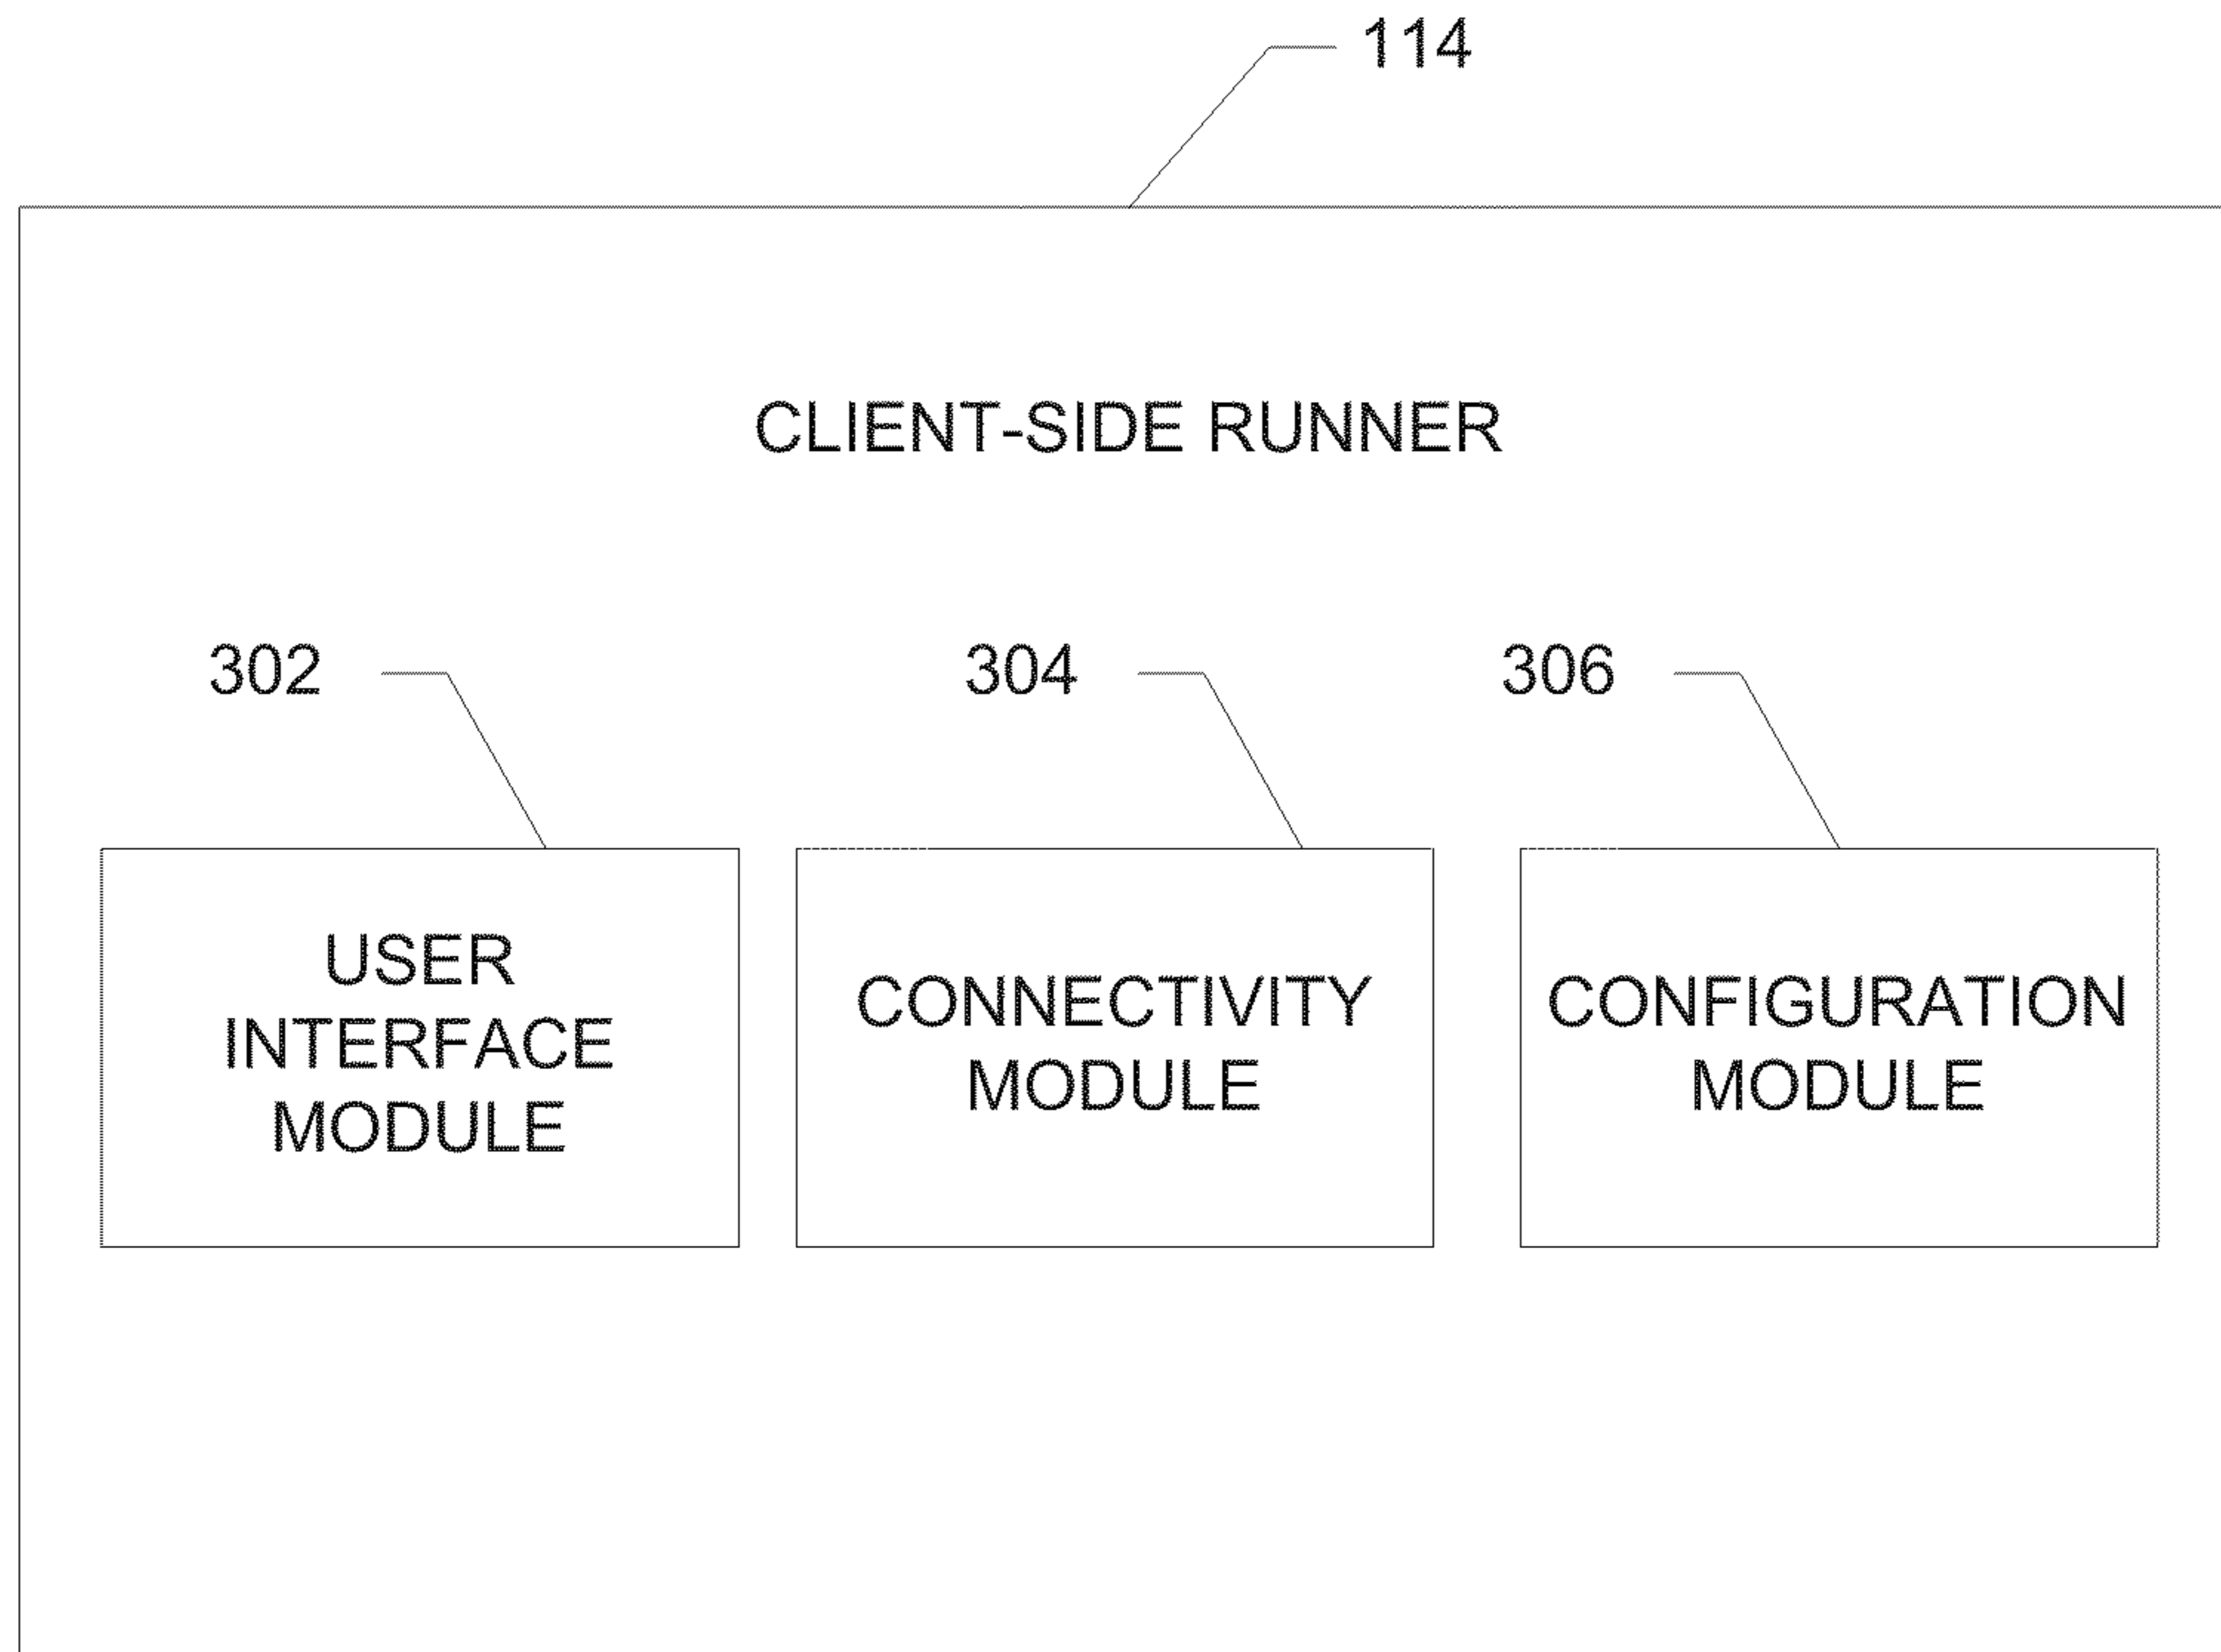 114
CLIENT-SIDE RUNNER
302
304
306
USER
INTERFACE
MODULE
CONNECTIVITY
MODULE
CONFIGURATION
MODULE